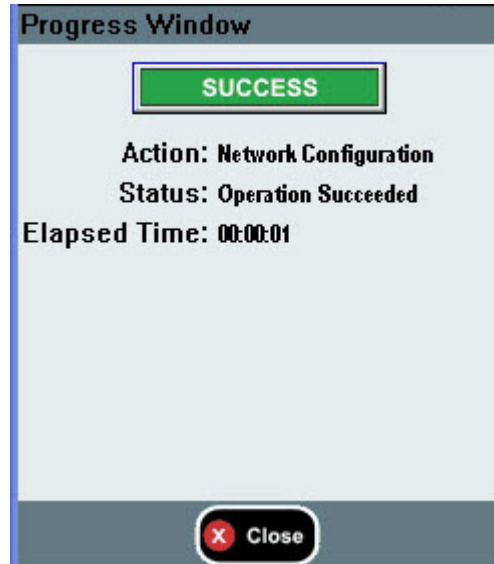 Progress Window
SUCCESS
Action: Network Configuration
Status: Operation Succeeded
Elapsed Time: 00:00:01
X Close